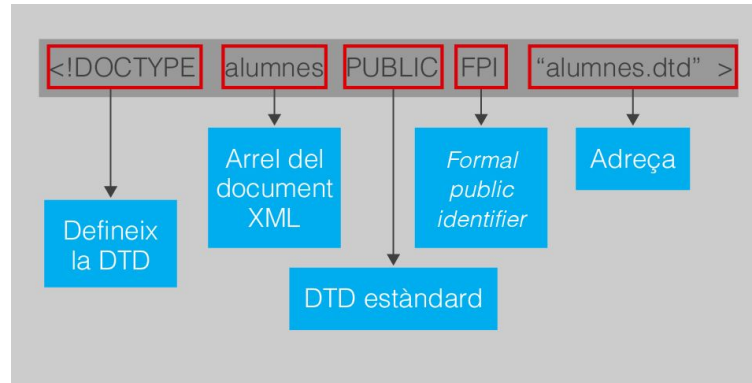 <!DOCTYPE alumnes PUBLIC FPI “alumnes.dtd” >
Arrel del
document
XML
Formal
public
identifier
Adreça
Defineix
la DTD
DTD estàndard